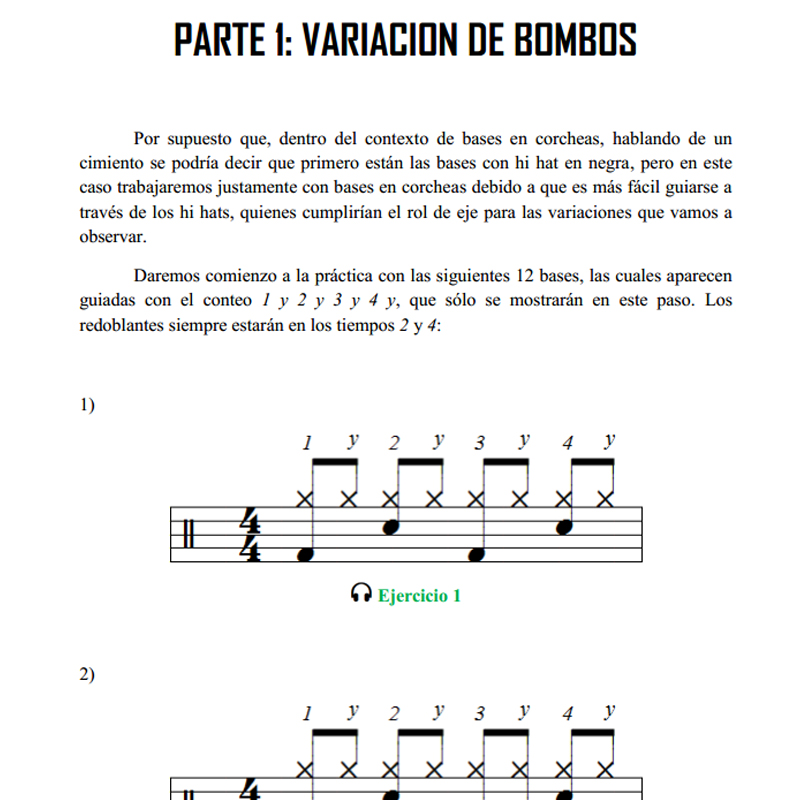 PARTE 1: VARIACION DE BOMBOS
Por supuesto que, dentro del contexto de bases en corcheas, hablando de un
cimiento se podría decir que primero están las bases con hi hat en negra, pero en este
caso trabajaremos justamente con bases en corcheas debido a que es más fácil guiarse a
través de los hi hats, quienes cumplirían el rol de eje para las variaciones que vamos a
observar.
Daremos comienzo a la práctica con las siguientes 12 bases, las cuales aparecen
guiadas con el conteo 1 y 2 y 3 y 4 y, que sólo se mostrarán en este paso. Los
redoblantes siempre estarán en los tiempos 2 y 4:
1)
1 y 2 y 3 y 4 y
4
4
Ejercicio 1
2)
1 y 2 y 3 y 4 y
4